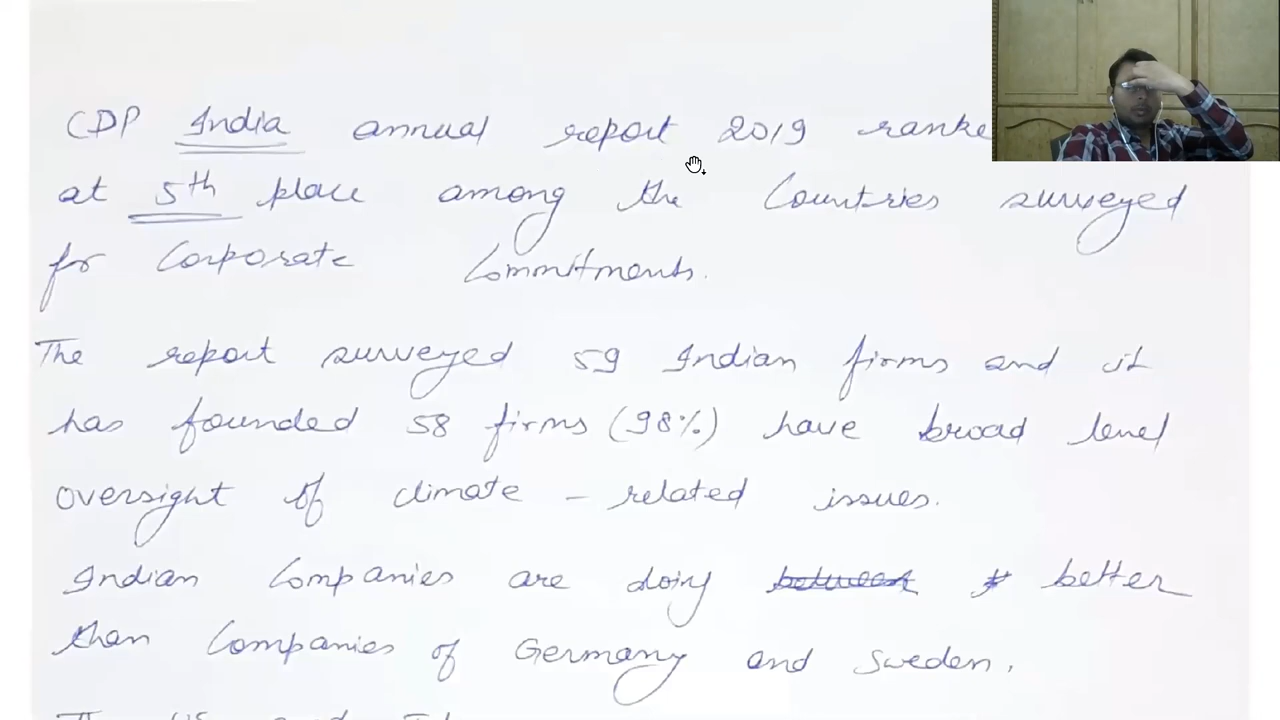 CDP India annual report 2019 ranke
at 5th place among the Countries surveyed
for Corporate Commitments.
The report surveyed 59 Indian firms and it
has founded 58 firms (98%) have broad level
oversight of climate - related issues.
Indian Companies are doing better
than Companies of Germany and Sweden.